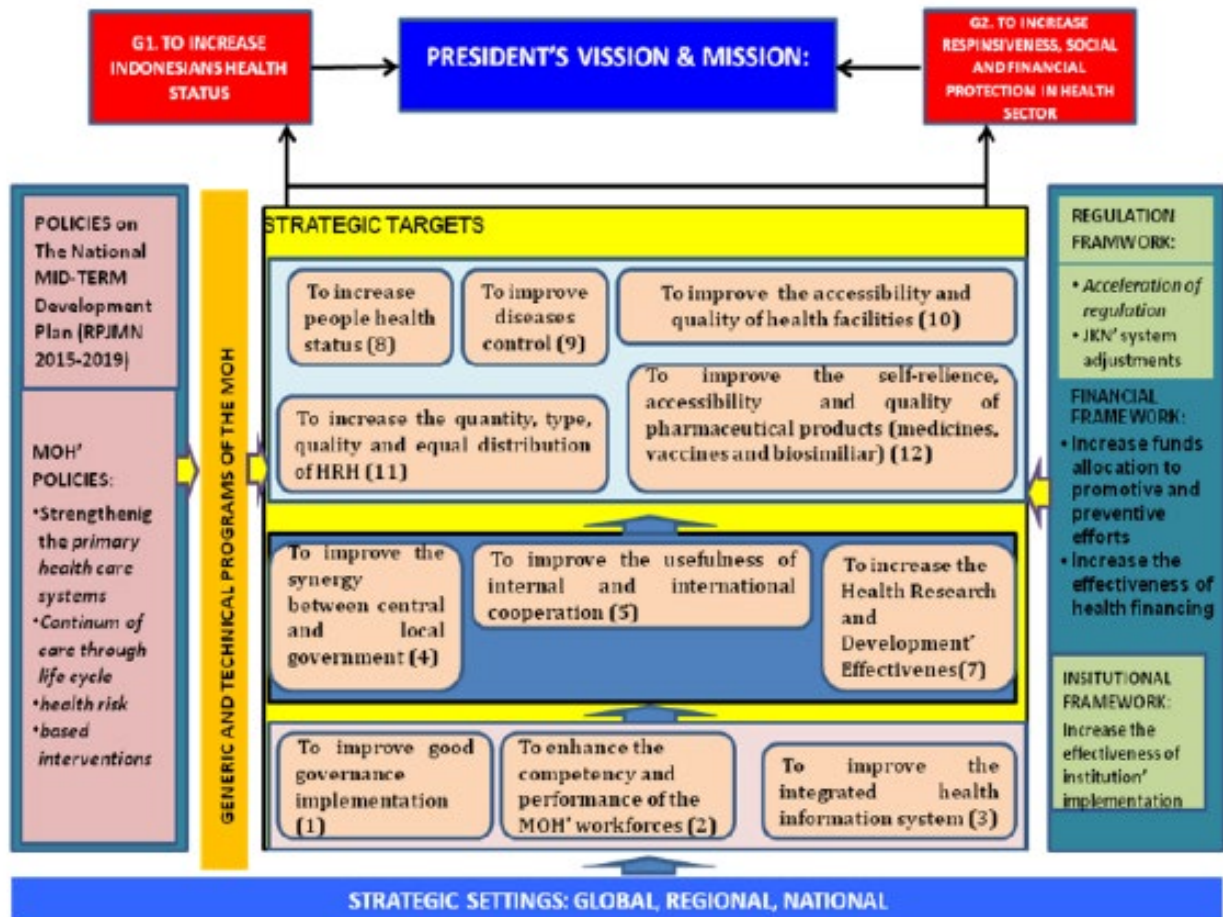 G1. TO INCREASE
INDONESIANS HEALTH
STATUS
PRESIDENT'S VISSION & MISSION:
G2. TO INCREASE
RESPINSIVENESS, SOCIAL
AND FINANCIAL
PROTECTION IN HEALTH
SECTOR
POLICIES on
The National
MID-TERM
Development
Plan (RPJMN
2015-2019)
MOH'
POLICIES:
•Strengthenig
the primary
health care
systems
•Continum of
care through
life cycle
•health risk
•based
interventions
GENERIC AND TECHNICAL PROGRAMS OF THE MOH
STRATEGIC TARGETS
To increase
people health
status (8)
To improve
diseases
control (9)
To improve the accessibility and
quality of health facilities (10)
To increase the quantity, type,
quality and equal distribution
of HRH (11)
To improve the self-relience,
accessibility and quality of
pharmaceutical products (medicines,
vaccines and biosimiliar) (12)
To improve the
synergy
between central
and local
government (4)
To improve the usefulness of
internal and international
cooperation (5)
To increase the
Health Research
and
Development'
Effectivenes(7)
To improve good
governance
implementation
(1)
To enhance the
competency and
performance of the
MOH' workforces (2)
To improve the
integrated health
information system (3)
REGULATION
FRAMWORK:
• Acceleration of
regulation
• JKN' system
adjustments
FINANCIAL
FRAMEWORK:
• Increase funds
allocation to
promotive and
preventive
efforts
• Increase the
effectiveness of
health financing
INSITUTIONAL
FRAMEWORK:
Increase the
effectiveness of
institution'
implementation
STRATEGIC SETTINGS: GLOBAL, REGIONAL, NATIONAL